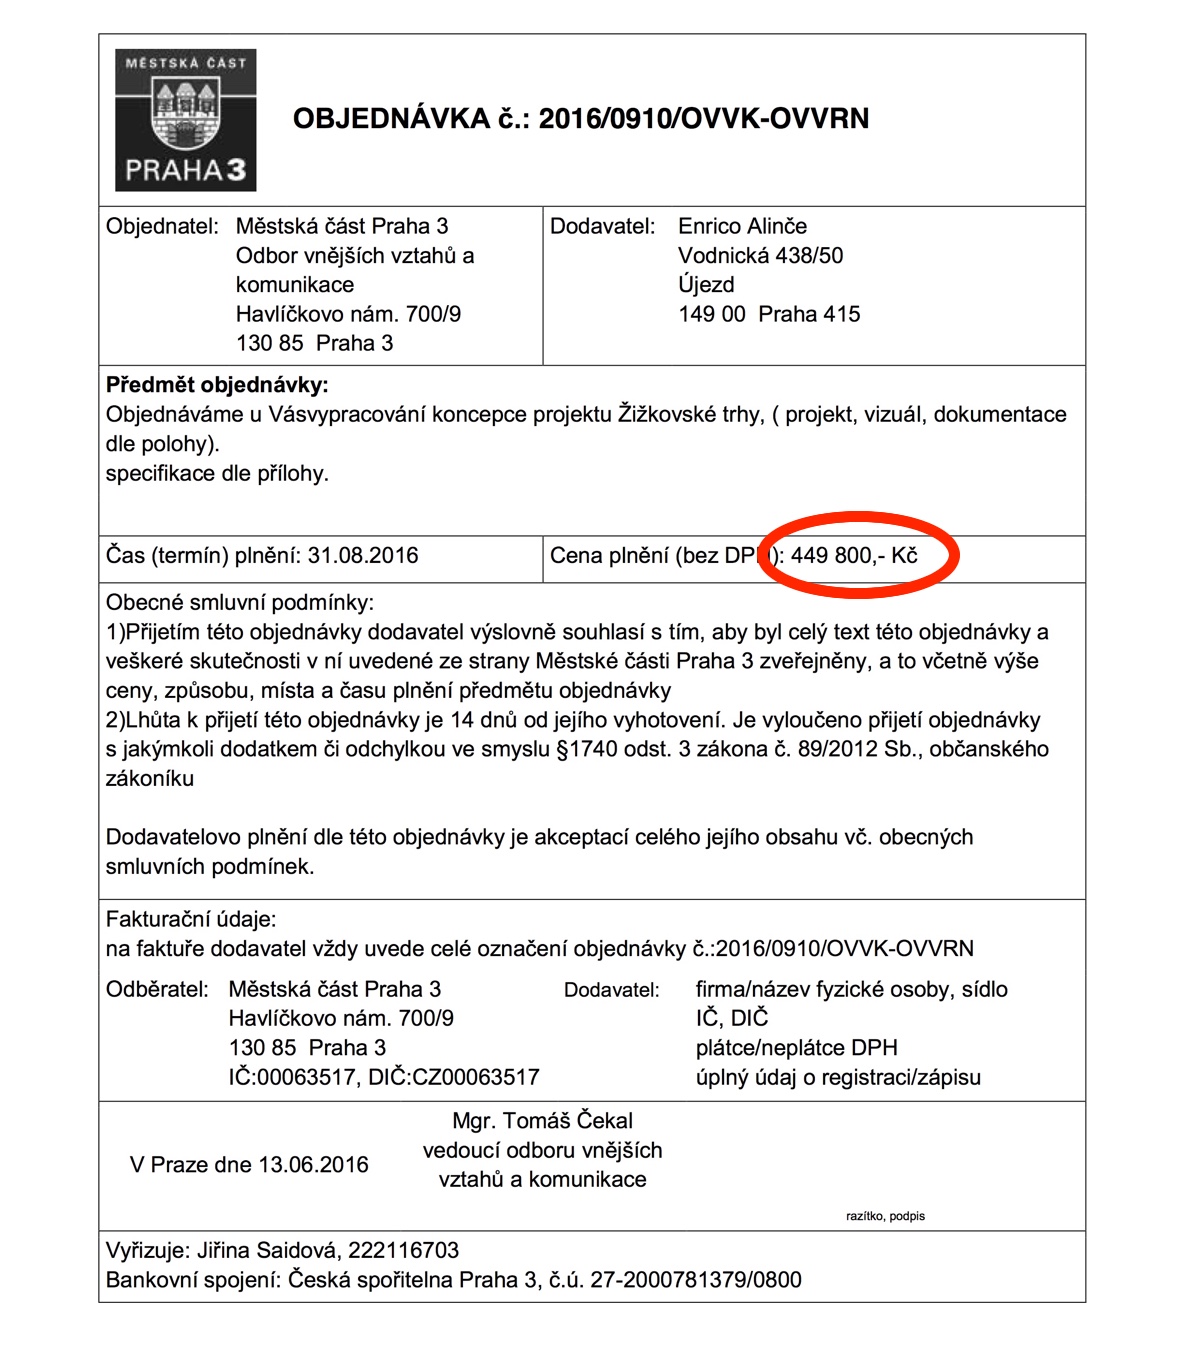 MĚSTSKÁ ČÁST
PRAHA 3
OBJEDNÁVKA č.: 2016/0910/OVVK-OVVRN
Objednatel: Městská část Praha 3
Odbor vnějších vztahů a
komunikace
Havlíčkovo nám. 700/9
130 85 Praha 3
Dodavatel: Enrico Alinče
Vodnická 438/50
Újezd
149 00 Praha 415
Předmět objednávky:
Objednáváme u Vásvypracování koncepce projektu Žižkovské trhy, ( projekt, vizuál, dokumentace
dle polohy).
specifikace dle přílohy.
Čas (termín) plnění: 31.08.2016
Cena plnění (bez DPH): 449 800,- Kč
Obecné smluvní podmínky:
1)Přijetím této objednávky dodavatel výslovně souhlasí s tím, aby byl celý text této objednávky a
veškeré skutečnosti v ní uvedené ze strany Městské části Praha 3 zveřejněny, a to včetně výše
ceny, způsobu, místa a času plnění předmětu objednávky
2)Lhůta k přijetí této objednávky je 14 dnů od jejího vyhotovení. Je vyloučeno přijetí objednávky
s jakýmkoli dodatkem či odchylkou ve smyslu §1740 odst. 3 zákona č. 89/2012 Sb., občanského
zákoníku
Dodavatelovo plnění dle této objednávky je akceptací celého jejího obsahu vč. obecných
smluvních podmínek.
Fakturační údaje:
na faktuře dodavatel vždy uvede celé označení objednávky č.:2016/0910/OVVK-OVVRN
Odběratel: Městská část Praha 3
Havlíčkovo nám. 700/9
130 85 Praha 3
IČ:00063517, DIČ:CZ00063517
Dodavatel: firma/název fyzické osoby, sídlo
IČ, DIČ
plátce/neplátce DPH
úplný údaj o registraci/zápisu
V Praze dne 13.06.2016
Mgr. Tomáš Čekal
vedoucí odboru vnějších
vztahů a komunikace
razítko, podpis
Vyřizuje: Jiřina Saidová, 222116703
Bankovní spojení: Česká spořitelna Praha 3, č.ú. 27-2000781379/0800